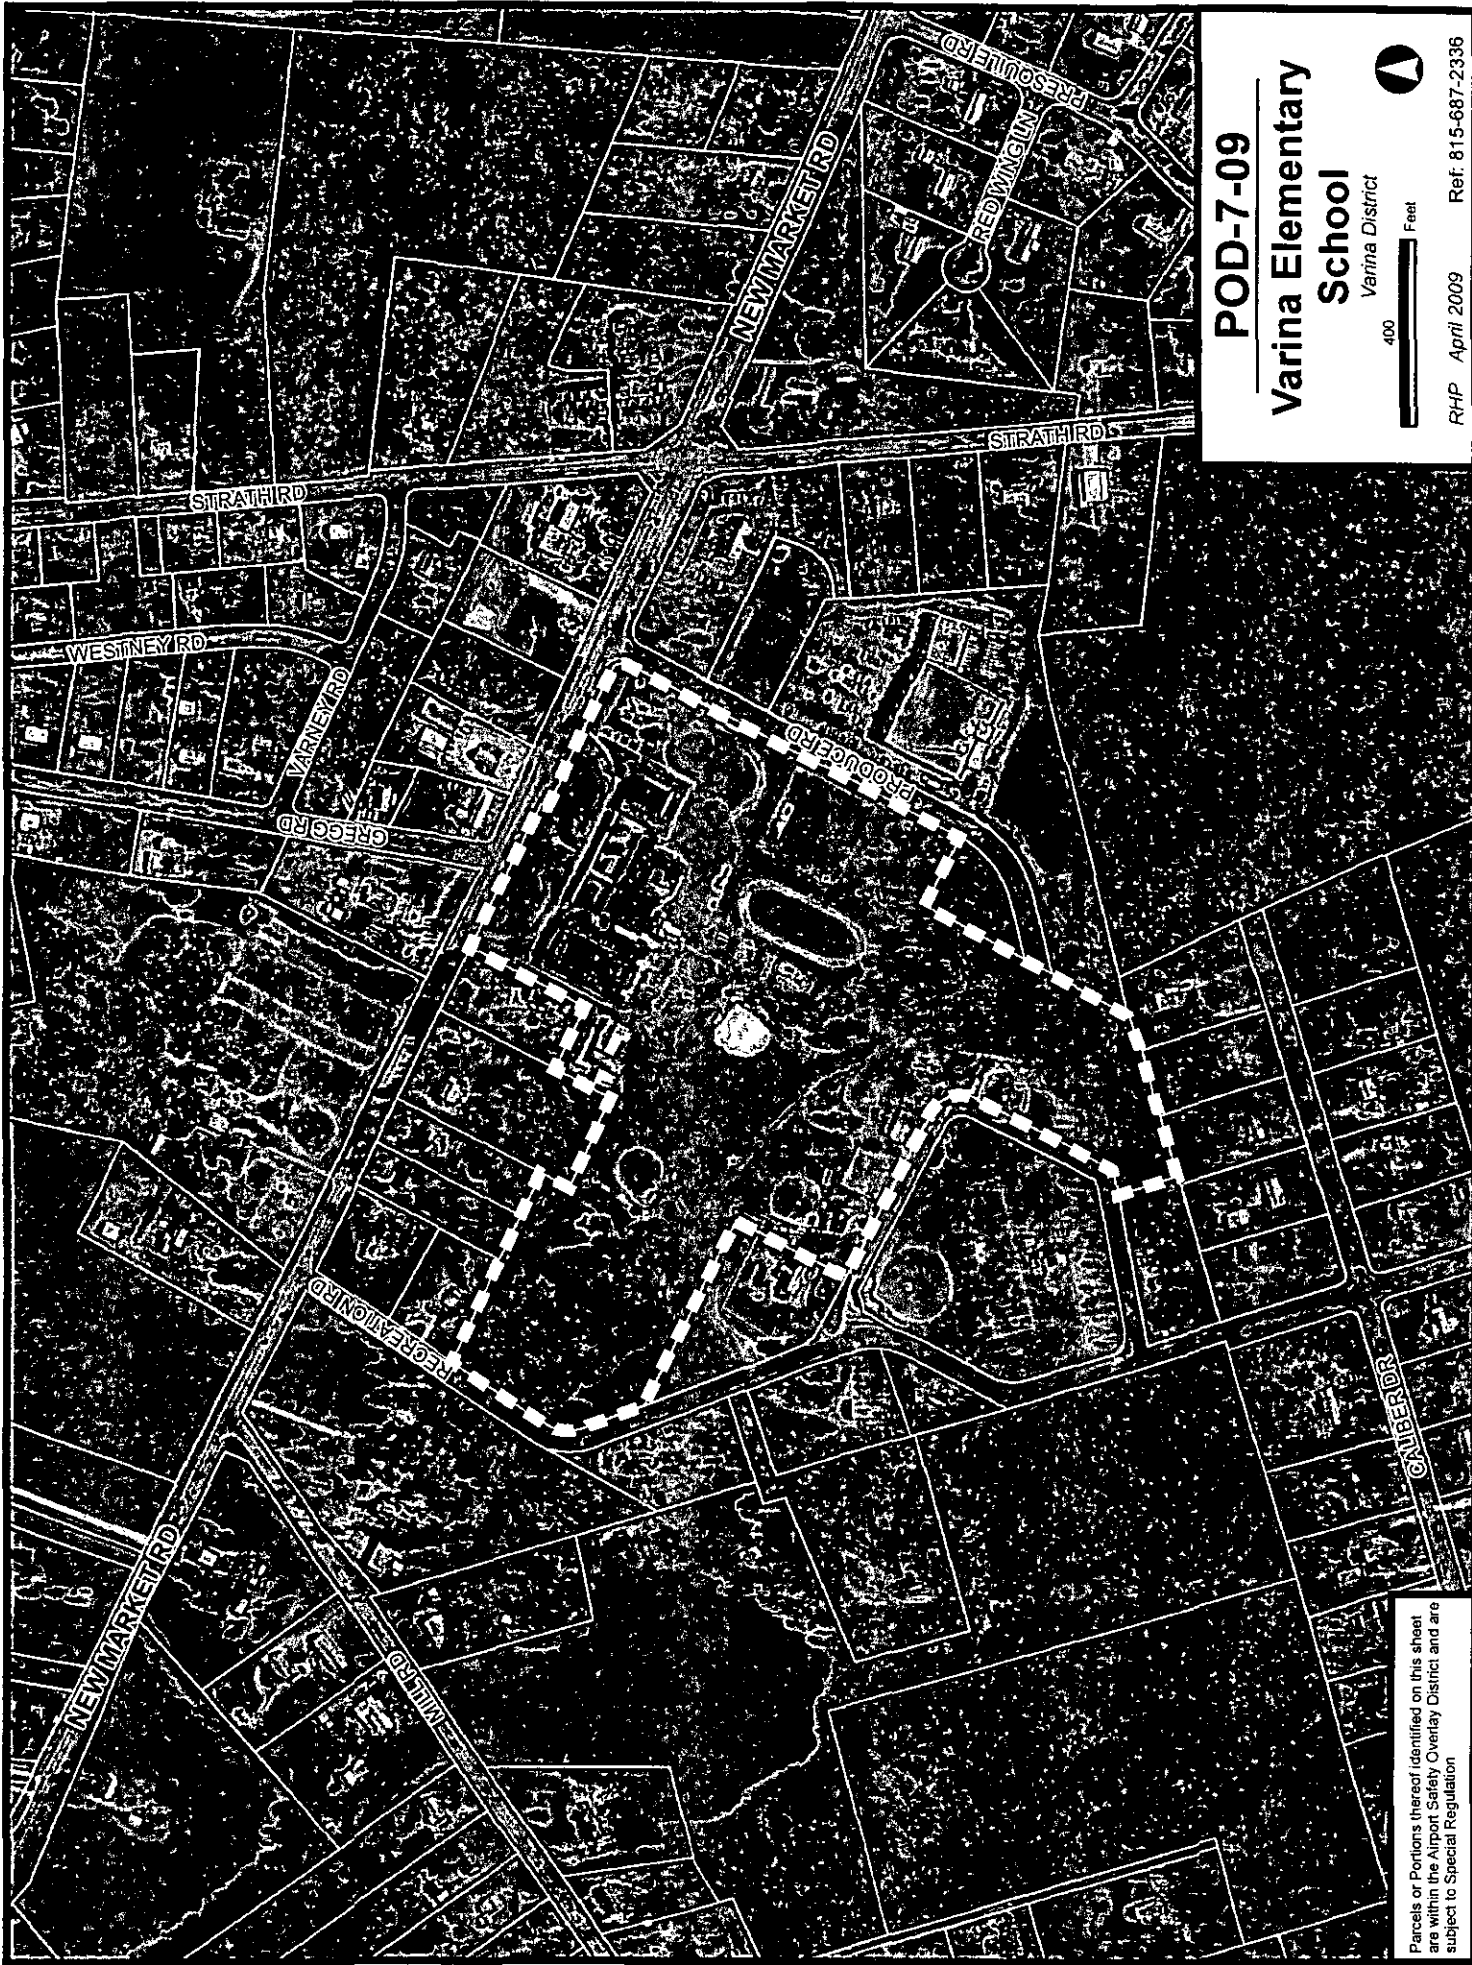 POD-7-09
Varina Elementary
School
Varina District
400
Feet
RHP April 2009 Ref: 815-687-2336
Parcels or Portions thereof identified on this sheet
are within the Airport Safety Overlay District and are
subject to Special Regulation
NEW MARKET RD
MILL RD
RECREATION RD
GREGG RD
VARNEY RD
WESTNEY RD
STRATH RD
NEW MARKET RD
PRODUCE RD
STRATH RD
RED WING LN
PRESQUILE RD
CALIBER DR